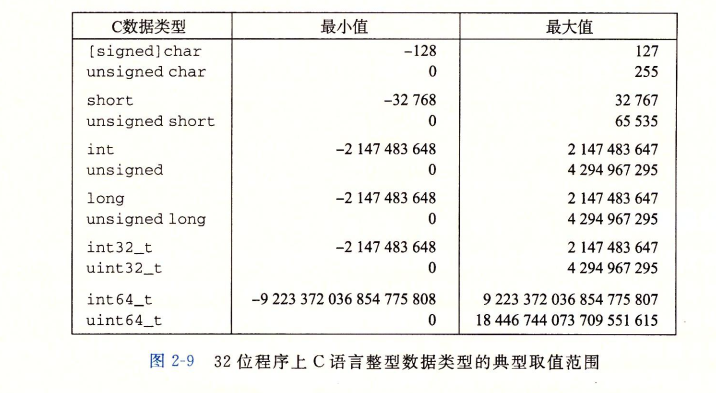 C数据类型 最小值 最大值
[signed]char -128 127
unsigned char 0 255
short -32 768 32 767
unsigned short 0 65 535
int -2 147 483 648 2 147 483 647
unsigned 0 4 294 967 295
long -2 147 483 648 2 147 483 647
unsigned long 0 4 294 967 295
int32_t -2 147 483 648 2 147 483 647
uint32_t 0 4 294 967 295
int64_t -9 223 372 036 854 775 808 9 223 372 036 854 775 807
uint64_t 0 18 446 744 073 709 551 615
图 2-9 32 位程序上 C 语言整型数据类型的典型取值范围